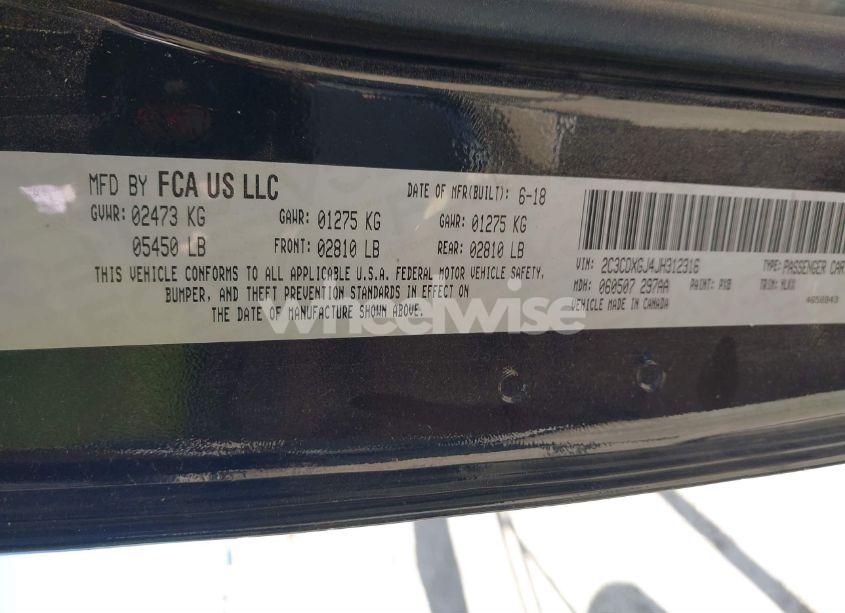 MFD BY FCA US LLC DATE OF MFR(BUILT): 6-18
GVWR: 02473 KG GAWR: 01275 KG GAWR: 01275 KG
05450 LB FRONT: 02810 LB REAR: 02810 LB
THIS VEHICLE CONFORMS TO ALL APPLICABLE U.S.A. FEDERAL MOTOR VEHICLE SAFETY,
BUMPER, AND THEFT PREVENTION STANDARDS IN EFFECT ON
THE DATE OF MANUFACTURE SHOWN ABOVE.
VIN: 2C3CDXGJ4JH312316 TYPE: PASSENGER CAR
MDH: 060507 297AA PAINT: PXB TRIM: MLXX
VEHICLE MADE IN CANADA 4658043
wheelwise